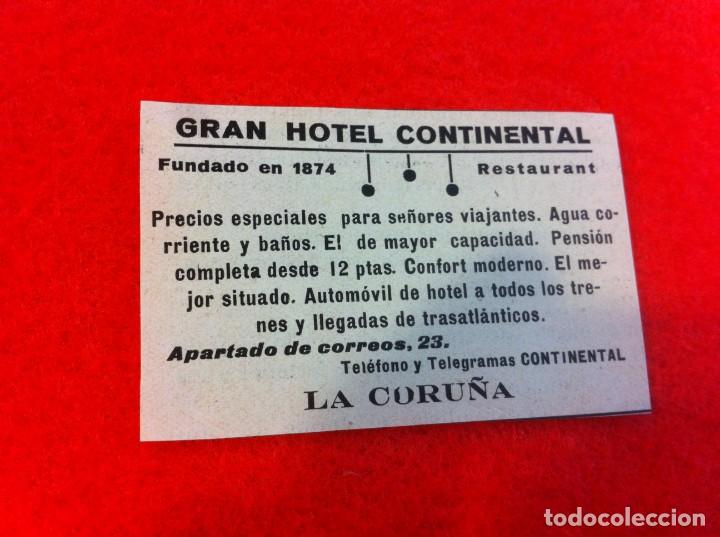 GRAN HOTEL CONTINENTAL
Fundado en 1874 Restaurant
Precios especiales para señores viajantes. Agua co-
rriente y baños. El de mayor capacidad. Pensión
completa desde 12 ptas. Confort moderno. El me-
jor situado. Automóvil de hotel a todos los tre-
nes y llegadas de trasatlánticos.
Apartado de correos, 23.
Teléfono y Telegramas CONTINENTAL
LA CORUÑA
todocoleccion